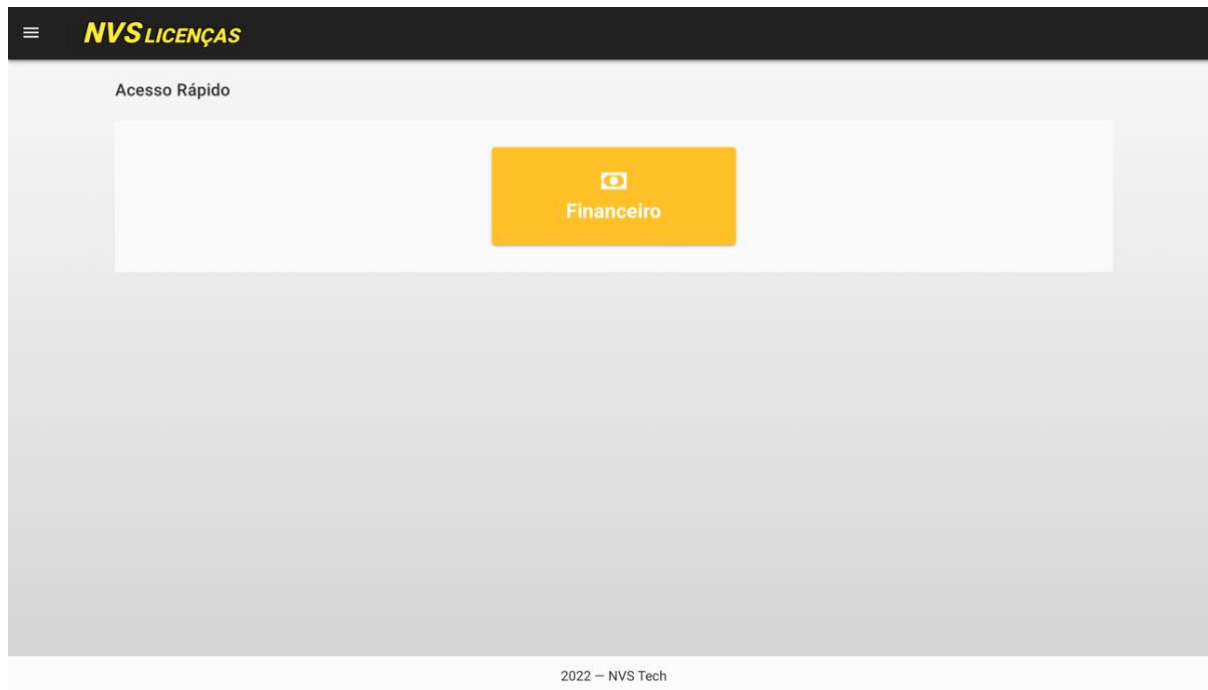 NVS LICENÇAS
Acesso Rápido
Financeiro
2022 — NVS Tech